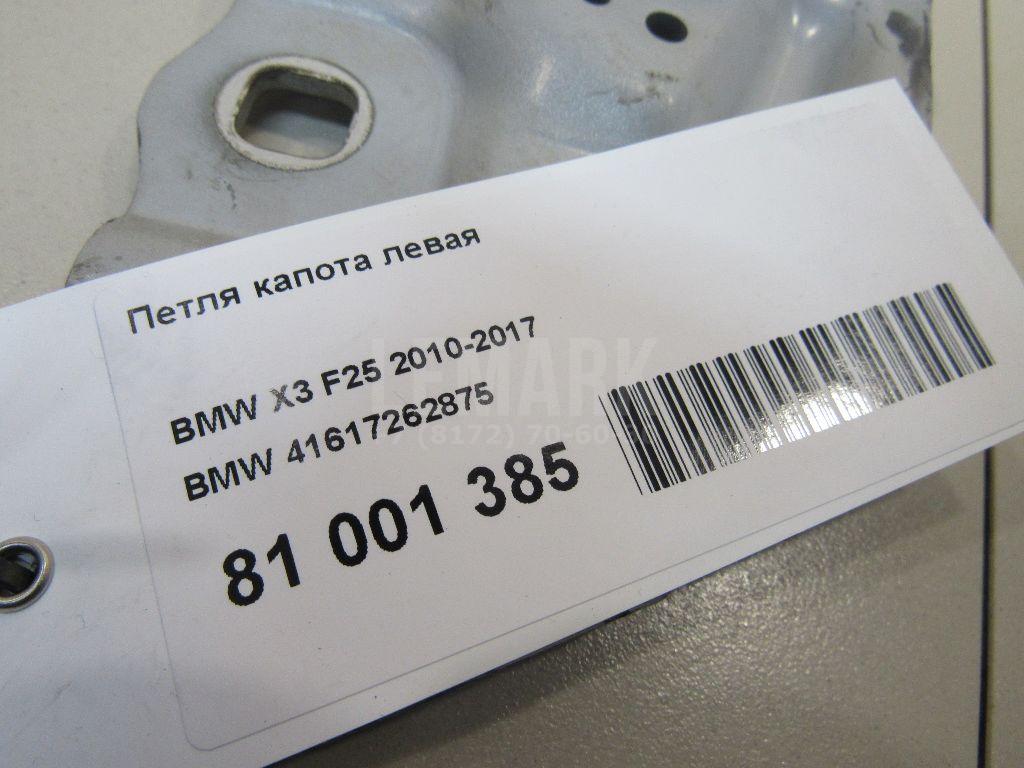 Петля капота левая
BMW X3 F25 2010-2017
BMW 41617262875
81 001 385
LEMARK